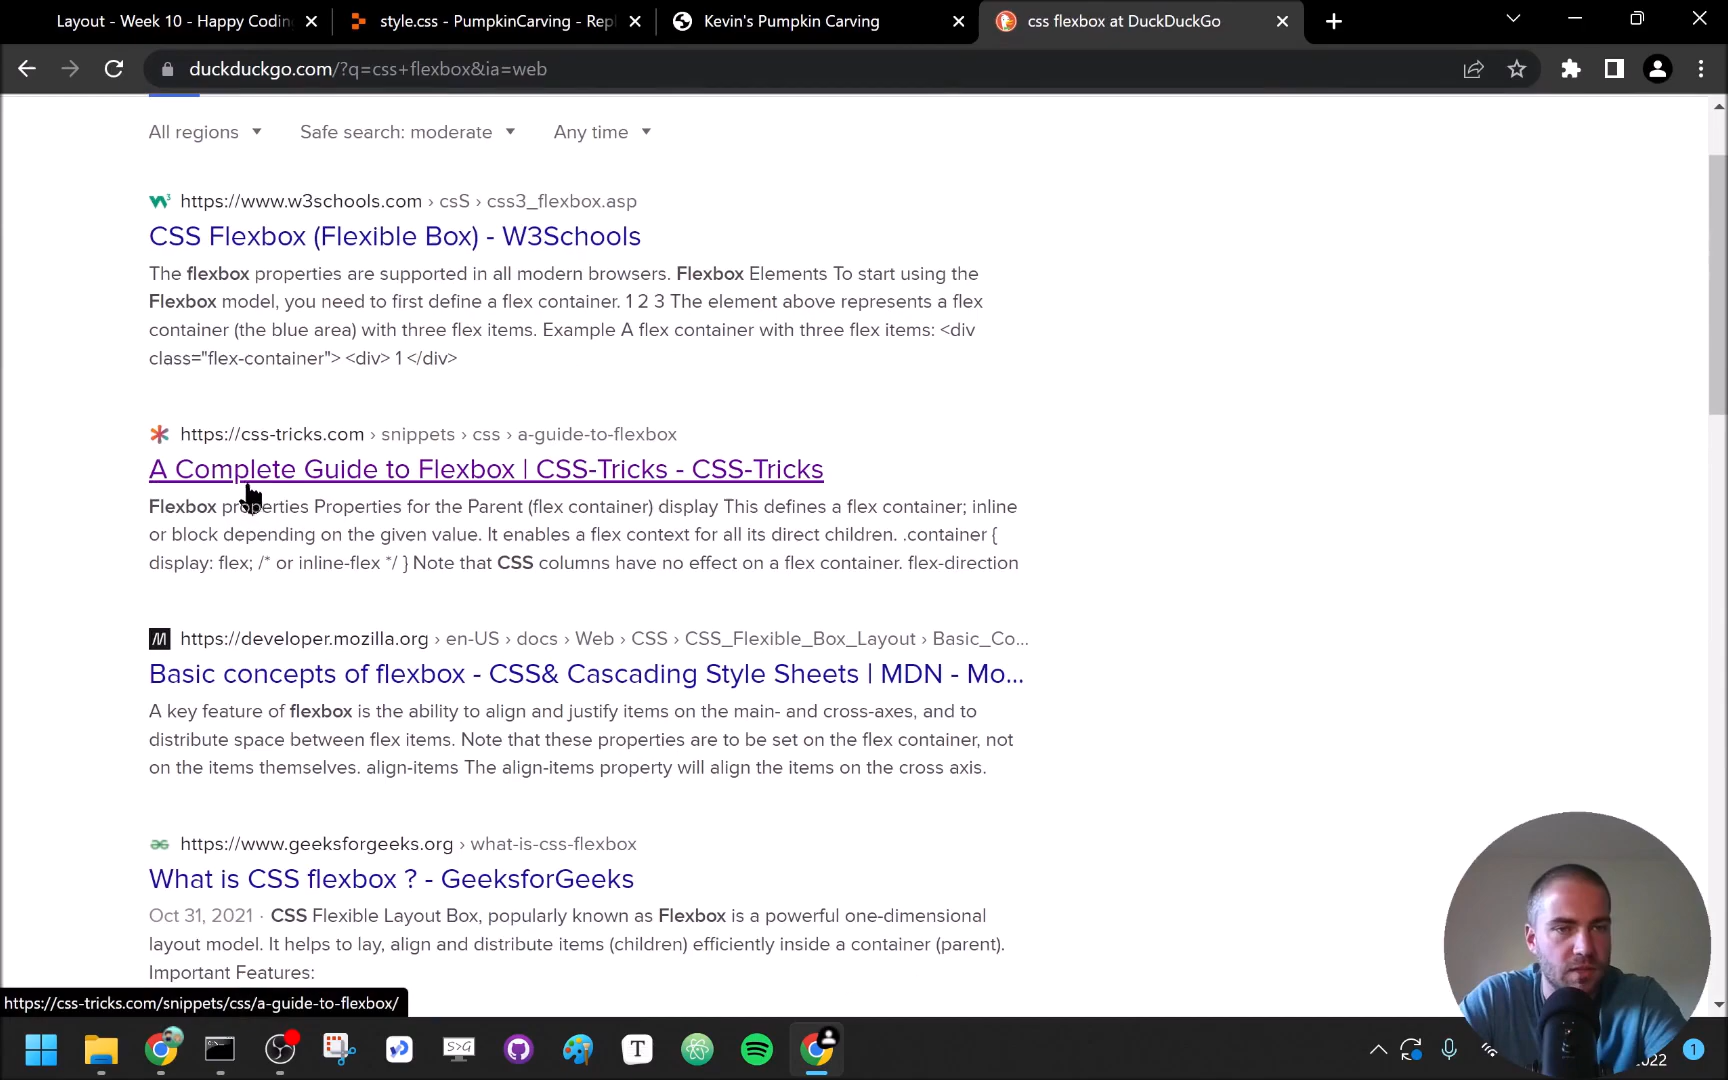 Layout - Week 10 - Happy Codin
style.css - PumpkinCarving - Repl
Kevin's Pumpkin Carving
css flexbox at DuckDuckGo
duckduckgo.com/?q=css+flexbox&ia=web
All regions
Safe search: moderate
Any time
https://www.w3schools.com › csS › css3_flexbox.asp
CSS Flexbox (Flexible Box) - W3Schools
The flexbox properties are supported in all modern browsers. Flexbox Elements To start using the
Flexbox model, you need to first define a flex container. 1 2 3 The element above represents a flex
container (the blue area) with three flex items. Example A flex container with three flex items: <div
class="flex-container"> <div> 1 </div>
https://css-tricks.com › snippets › css › a-guide-to-flexbox
A Complete Guide to Flexbox | CSS-Tricks - CSS-Tricks
Flexbox properties Properties for the Parent (flex container) display This defines a flex container; inline
or block depending on the given value. It enables a flex context for all its direct children. .container {
display: flex; /* or inline-flex */ } Note that CSS columns have no effect on a flex container. flex-direction
https://developer.mozilla.org › en-US › docs › Web › CSS › CSS_Flexible_Box_Layout › Basic_Co...
Basic concepts of flexbox - CSS& Cascading Style Sheets | MDN - Mo...
A key feature of flexbox is the ability to align and justify items on the main- and cross-axes, and to
distribute space between flex items. Note that these properties are to be set on the flex container, not
on the items themselves. align-items The align-items property will align the items on the cross axis.
https://www.geeksforgeeks.org › what-is-css-flexbox
What is CSS flexbox ? - GeeksforGeeks
Oct 31, 2021 · CSS Flexible Layout Box, popularly known as Flexbox is a powerful one-dimensional
layout model. It helps to lay, align and distribute items (children) efficiently inside a container (parent).
Important Features:
https://css-tricks.com/snippets/css/a-guide-to-flexbox/
S>G
T
2022
1